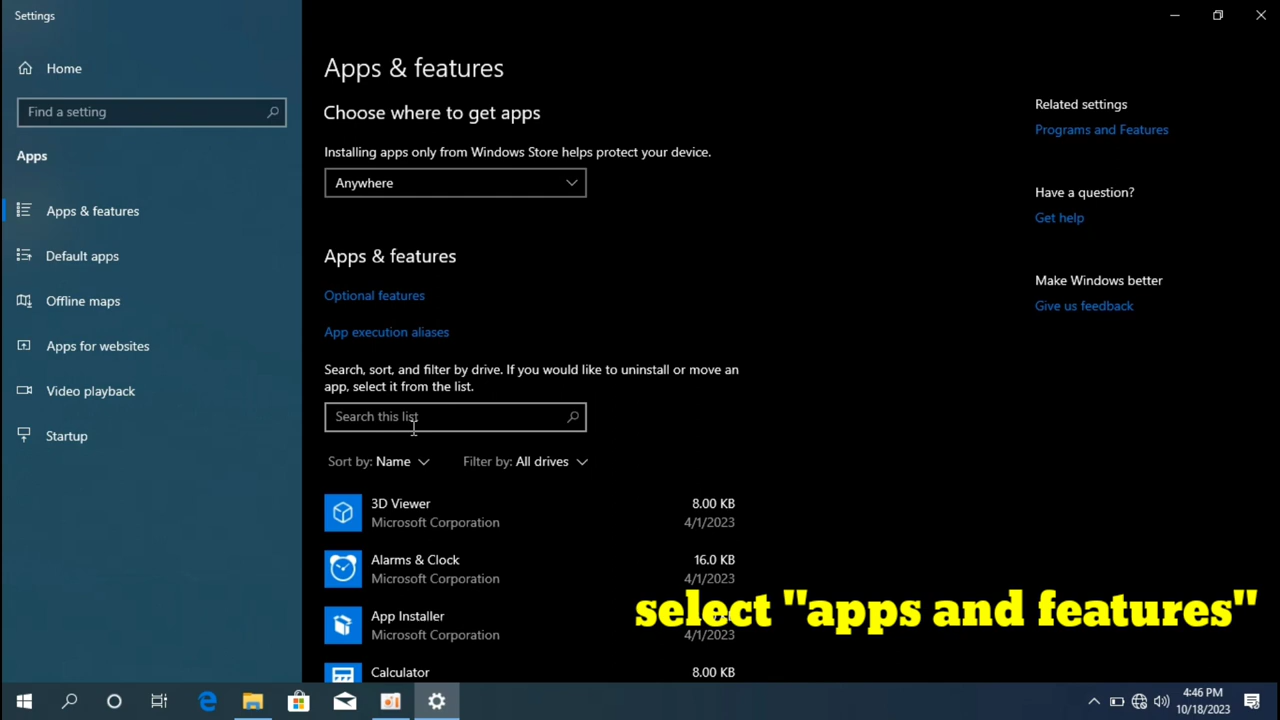 Settings
Home
Find a setting
Apps
Apps & features
Default apps
Offline maps
Apps for websites
Video playback
Startup
Apps & features
Choose where to get apps
Installing apps only from Windows Store helps protect your device.
Anywhere
Apps & features
Optional features
App execution aliases
Search, sort, and filter by drive. If you would like to uninstall or move an
app, select it from the list.
Search this list
Sort by: Name
Filter by: All drives
3D Viewer 8.00 KB
Microsoft Corporation 4/1/2023
Alarms & Clock 16.0 KB
Microsoft Corporation 4/1/2023
App Installer
Microsoft Corporation 4/1/2023
Calculator 8.00 KB
Related settings
Programs and Features
Have a question?
Get help
Make Windows better
Give us feedback
select "apps and features"
4:46 PM
10/18/2023